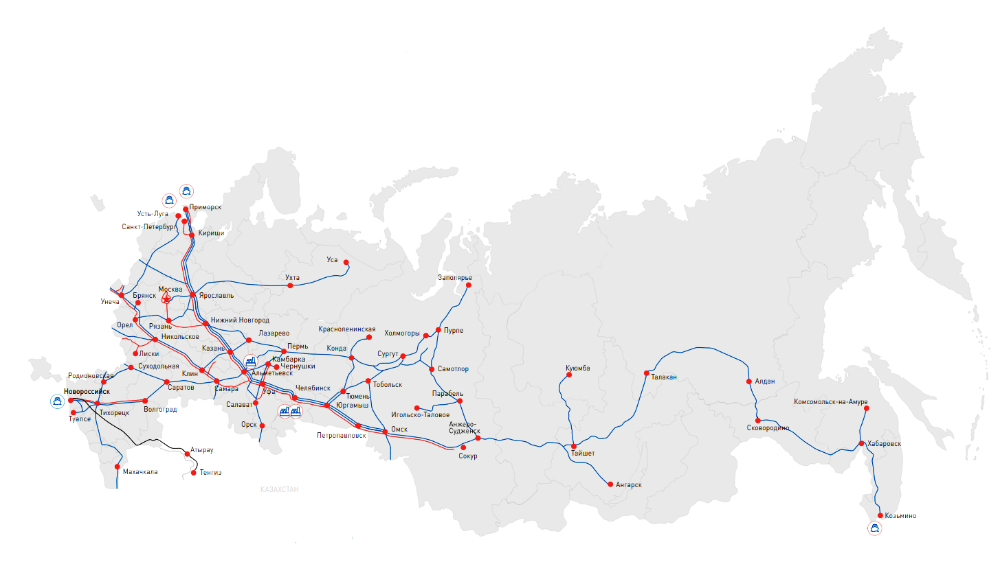 Приморск
Усть-Луга
Санкт-Петербург
Кириши
Уса
Ухта
Заполярье
Москва
Брянск
Ярославль
Унеча
Нижний Новгород
Орел
Рязань
Красноленинская
Холмогоры
Пурпе
Лазарево
Никольское
Казань
Пермь
Конда
Сургут
Лиски
Камбарка
Чернушки
Суходольная
Клин
Альметьевск
Самотлор
Куюмба
Талакан
Родионовская
Саратов
Самара
Уфа
Челябинск
Тобольск
Алдан
Новороссийск
Тюмень
Парабель
Салават
Юргамыш
Комсомольск-на-Амуре
Туапсе
Тихорецк
Волгоград
Игольско-Таловое
Орск
Анжеро-
Судженск
Омск
Сковородино
Петропавловск
Хабаровск
Атырау
Сокур
Тайшет
Махачкала
Тенгиз
Ангарск
КАЗАХСТАН
Козьмино